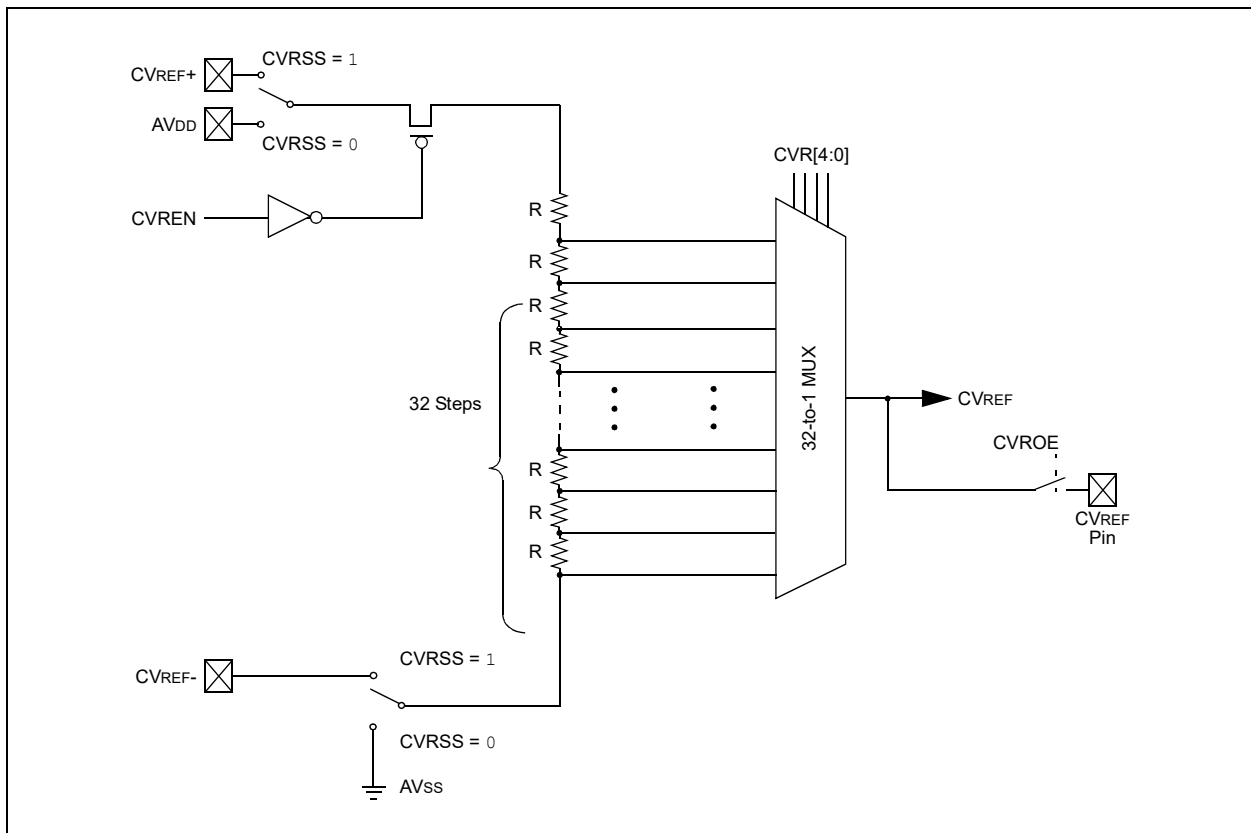 CVRSS = 1
CVREF+
AVDD
CVRSS = 0
CVREN
CVR[4:0]
R
R
R
R
32 Steps
32-to-1 MUX
CVREF
CVROE
R
R
R
CVREF
Pin
CVRSS = 1
CVREF-
CVRSS = 0
AVSS